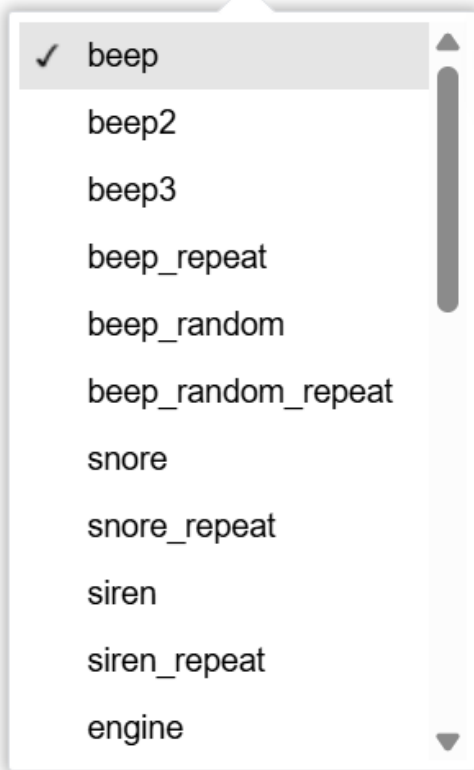 beep
beep2
beep3
beep_repeat
beep_random
beep_random_repeat
snore
snore_repeat
siren
siren_repeat
engine